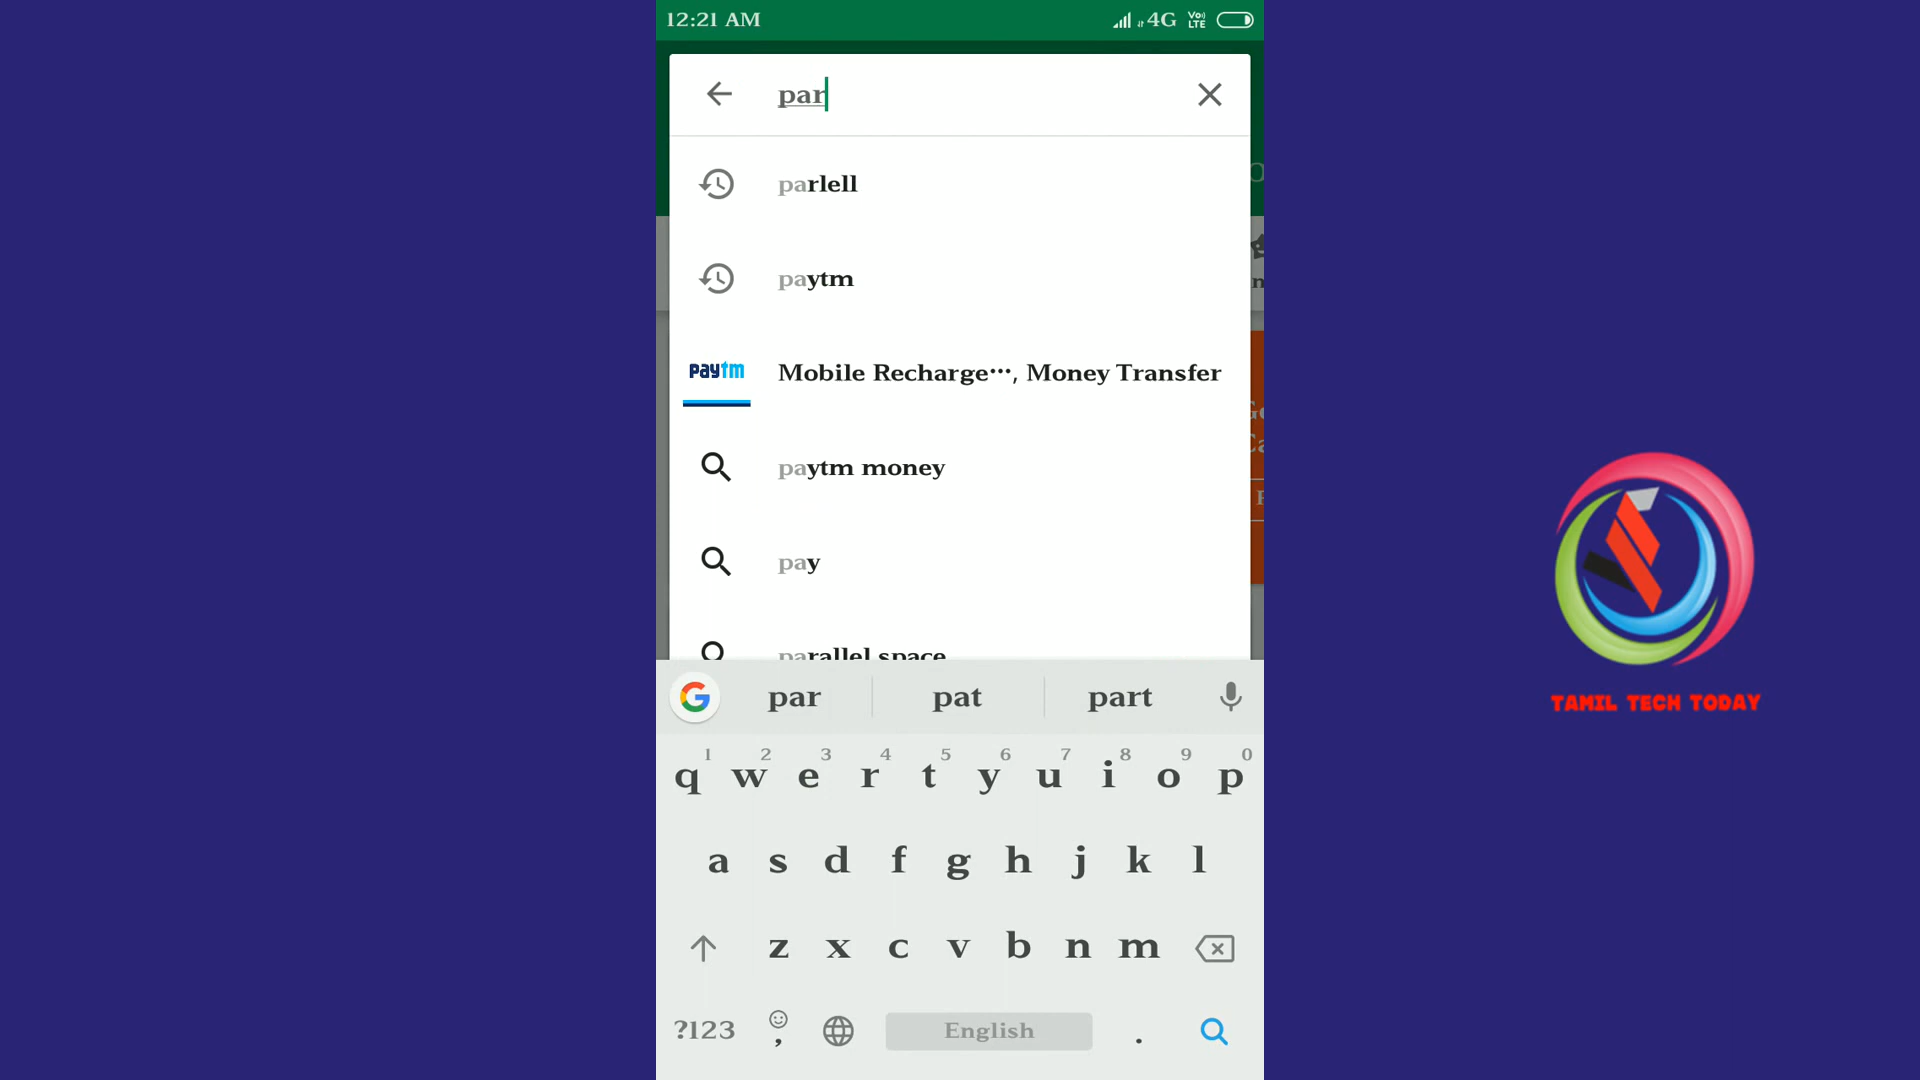 12:21 AM
4G VoLTE
par
parlell
paytm
paytm
Mobile Recharge···, Money Transfer
paytm money
pay
parallel space
par pat part
1 2 3 4 5 6 7 8 9 0
q w e r t y u i o p
a s d f g h j k l
z x c v b n m
?123 , English .
TAMIL TECH TODAY